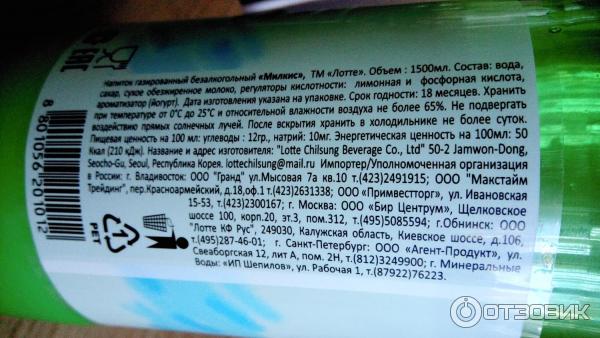 EAC
Напиток газированный безалкогольный «Милкис», ТМ «Лотте». Объем : 1500мл. Состав: вода,
сахар, сухое обезжиренное молоко, регуляторы кислотности: лимонная и фосфорная кислота,
ароматизатор (йогурт). Дата изготовления указана на упаковке. Срок годности: 18 месяцев. Хранить
при температуре от 0°С до 25°С и относительной влажности воздуха не более 65%. Не подвергать
воздействию прямых солнечных лучей. После вскрытия хранить в холодильнике не более суток.
Пищевая ценность на 100 мл: углеводы : 12гр., натрий: 10мг. Энергетическая ценность на 100мл: 50
Ккал (210 кДж). Название и адрес изготовителя: "Lotte Chilsung Beverage Co., Ltd" 50-2 Jamwon-Dong,
Seocho-Gu, Seoul, Республика Корея. lottechilsung@mail.ru Импортер/Уполномоченная организация
в России: г. Владивосток: ООО "Гранд" ул.Мысовая 7а кв.10 т.(423)2491915; ООО "Макстайм
Трейдинг", пер.Красноармейский, д.18,оф.1 т.(423)2631338; ООО «Примвестторг», ул. Ивановская
15-53, т.(423)2300167; г. Москва: ООО «Бир Центрум», Щелковское
шоссе 100, корп.20, эт.3, пом.312, т.(495)5085594; г.Обнинск: ООО
"Лотте КФ Рус", 249030, Калужская область, Киевское шоссе, д.106,
т.(495)287-46-01; г. Санкт-Петербург: ООО «Агент-Продукт», ул.
Свеаборгская 12, лит А, пом. 2Н, т.(812)3249900; г. Минеральные
Воды: «ИП Шепилов», ул. Рабочая 1, т.(87922)76223.
8 801056 201012
1
PET
ОТЗОВИК